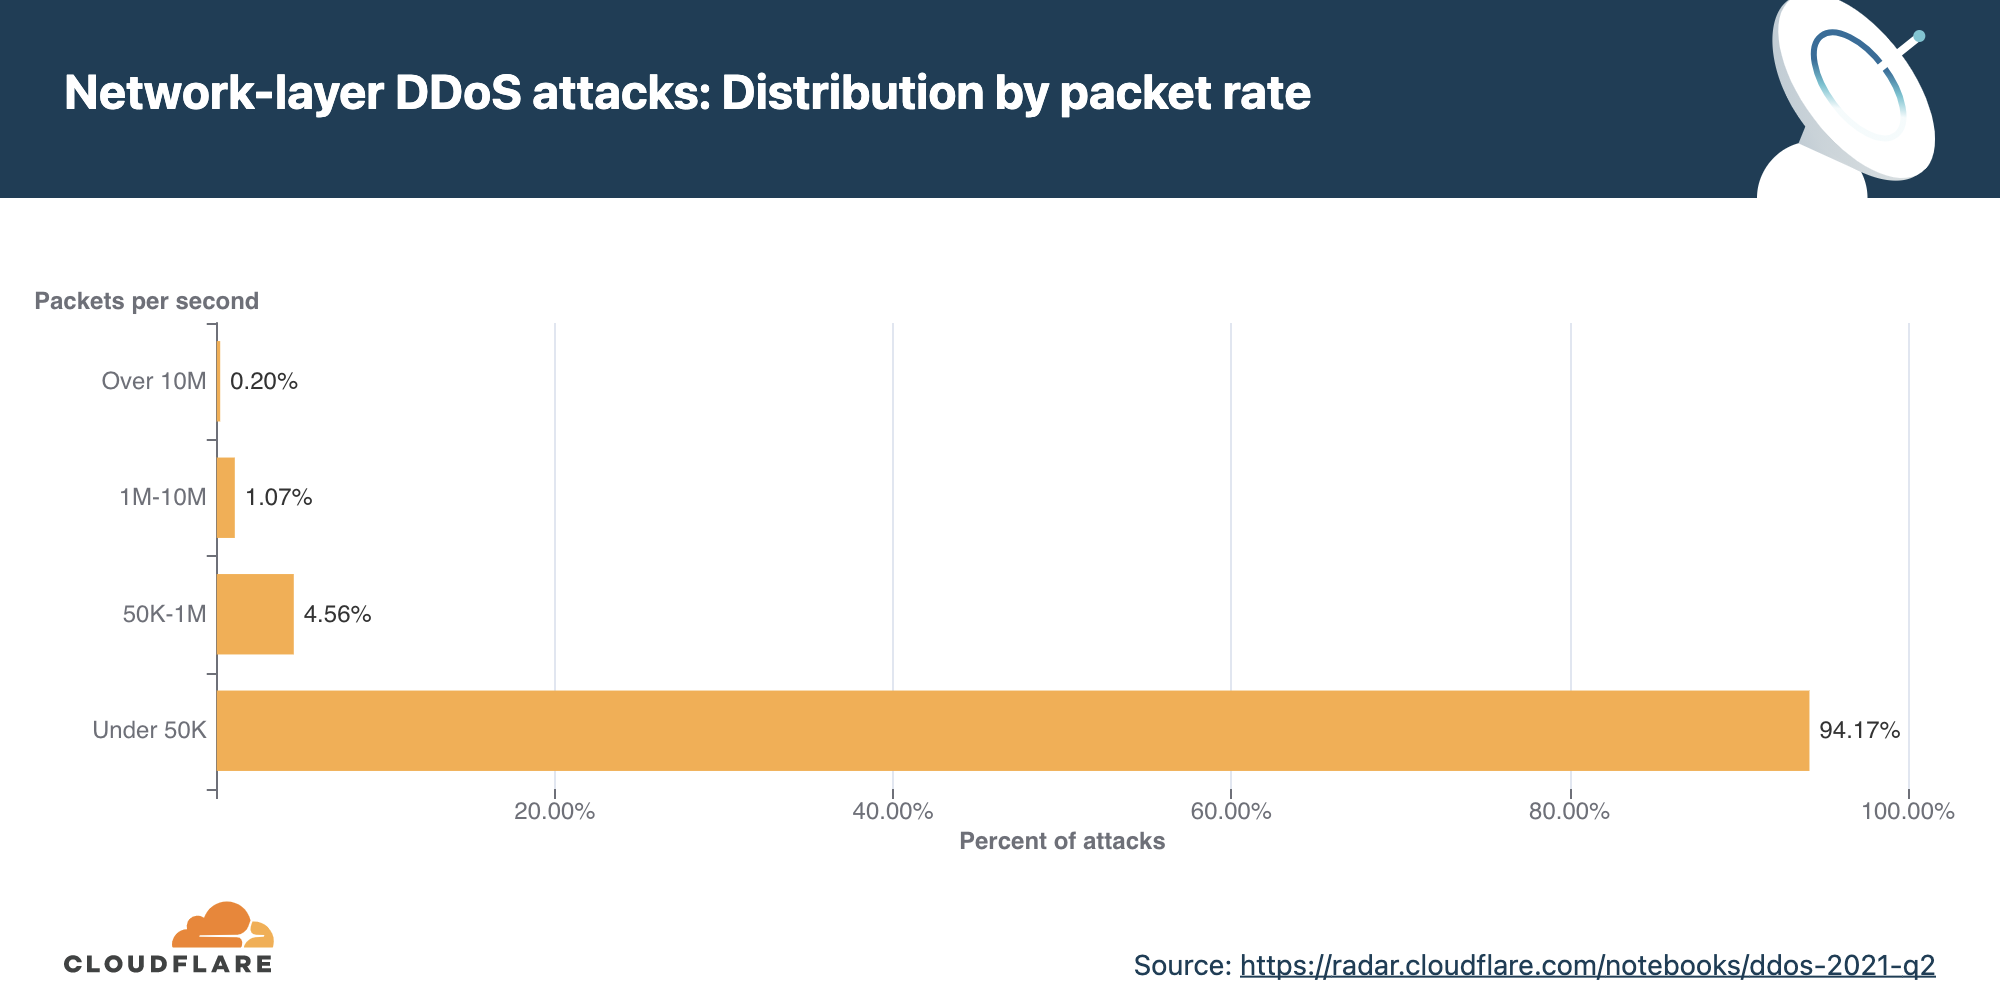 Network-layer DDoS attacks: Distribution by packet rate
Packets per second
Over 10M 0.20%
1M-10M 1.07%
50K-1M 4.56%
Under 50K 94.17%
20.00% 40.00% 60.00% 80.00% 100.00%
Percent of attacks
CLOUDFLARE
Source: https://radar.cloudflare.com/notebooks/ddos-2021-q2